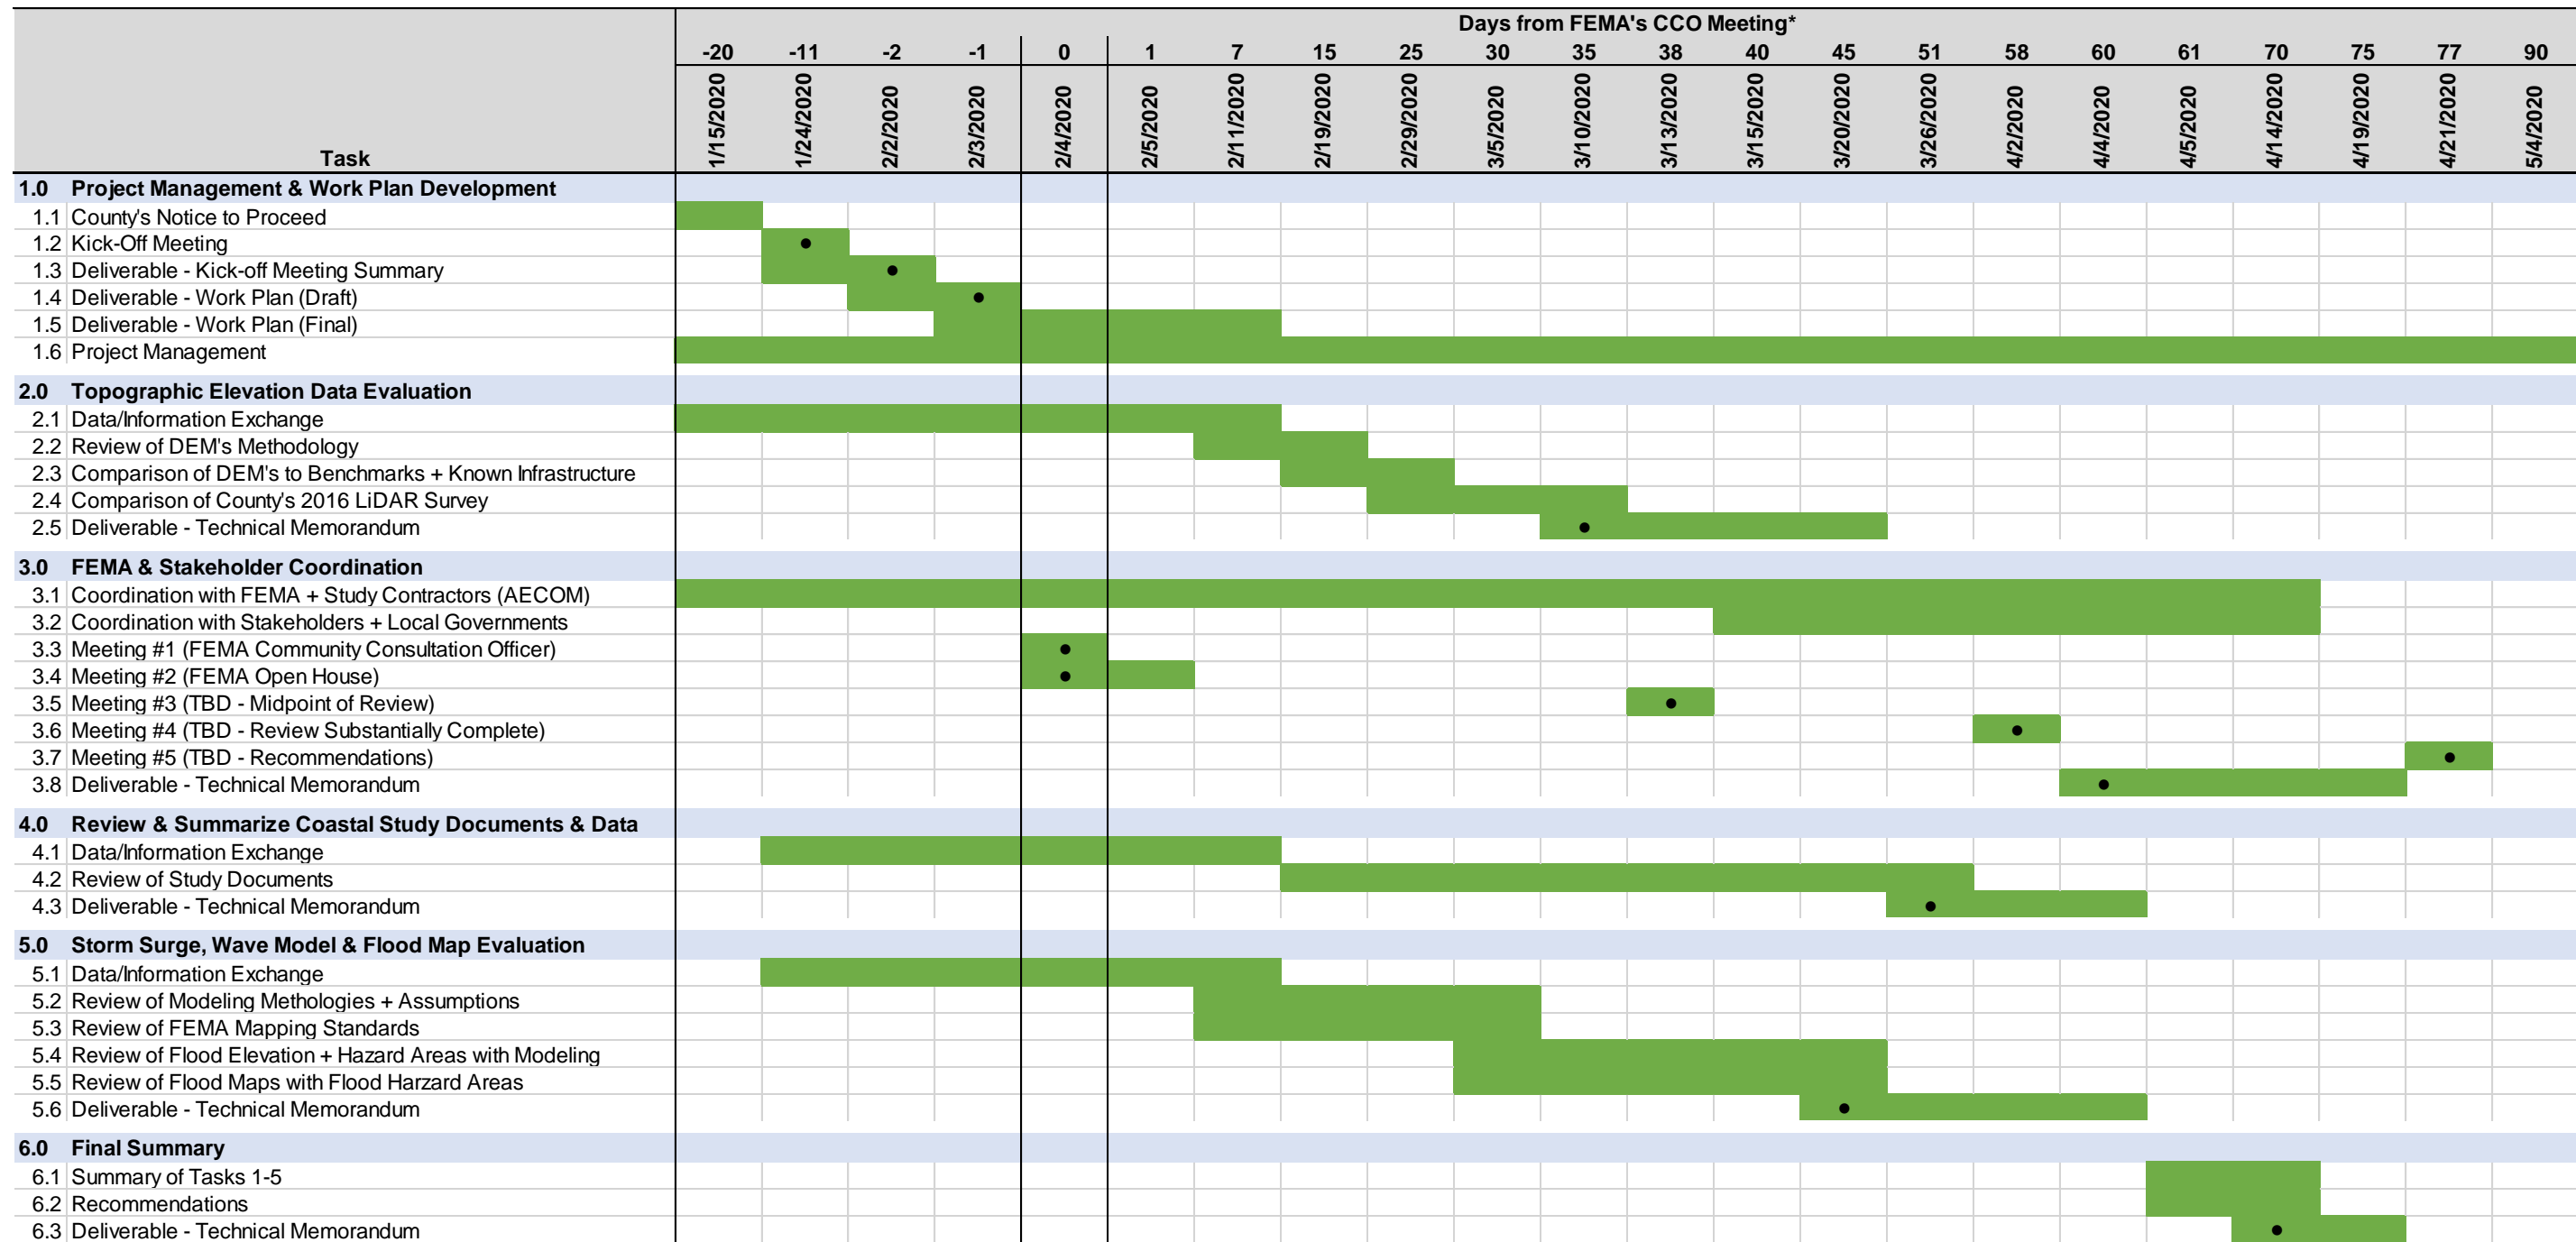 Days from FEMA's CCO Meeting*
-20 -11 -2 -1 0 1 7 15 25 30 35 38 40 45 51 58 60 61 70 75 77 90
Task 1/15/2020 1/24/2020 2/2/2020 2/3/2020 2/4/2020 2/5/2020 2/11/2020 2/19/2020 2/29/2020 3/5/2020 3/10/2020 3/13/2020 3/15/2020 3/20/2020 3/26/2020 4/2/2020 4/4/2020 4/5/2020 4/14/2020 4/19/2020 4/21/2020 5/4/2020
1.0 Project Management & Work Plan Development
1.1 County's Notice to Proceed
1.2 Kick-Off Meeting
1.3 Deliverable - Kick-off Meeting Summary
1.4 Deliverable - Work Plan (Draft)
1.5 Deliverable - Work Plan (Final)
1.6 Project Management
2.0 Topographic Elevation Data Evaluation
2.1 Data/Information Exchange
2.2 Review of DEM's Methodology
2.3 Comparison of DEM's to Benchmarks + Known Infrastructure
2.4 Comparison of County's 2016 LiDAR Survey
2.5 Deliverable - Technical Memorandum
3.0 FEMA & Stakeholder Coordination
3.1 Coordination with FEMA + Study Contractors (AECOM)
3.2 Coordination with Stakeholders + Local Governments
3.3 Meeting #1 (FEMA Community Consultation Officer)
3.4 Meeting #2 (FEMA Open House)
3.5 Meeting #3 (TBD - Midpoint of Review)
3.6 Meeting #4 (TBD - Review Substantially Complete)
3.7 Meeting #5 (TBD - Recommendations)
3.8 Deliverable - Technical Memorandum
4.0 Review & Summarize Coastal Study Documents & Data
4.1 Data/Information Exchange
4.2 Review of Study Documents
4.3 Deliverable - Technical Memorandum
5.0 Storm Surge, Wave Model & Flood Map Evaluation
5.1 Data/Information Exchange
5.2 Review of Modeling Methologies + Assumptions
5.3 Review of FEMA Mapping Standards
5.4 Review of Flood Elevation + Hazard Areas with Modeling
5.5 Review of Flood Maps with Flood Harzard Areas
5.6 Deliverable - Technical Memorandum
6.0 Final Summary
6.1 Summary of Tasks 1-5
6.2 Recommendations
6.3 Deliverable - Technical Memorandum